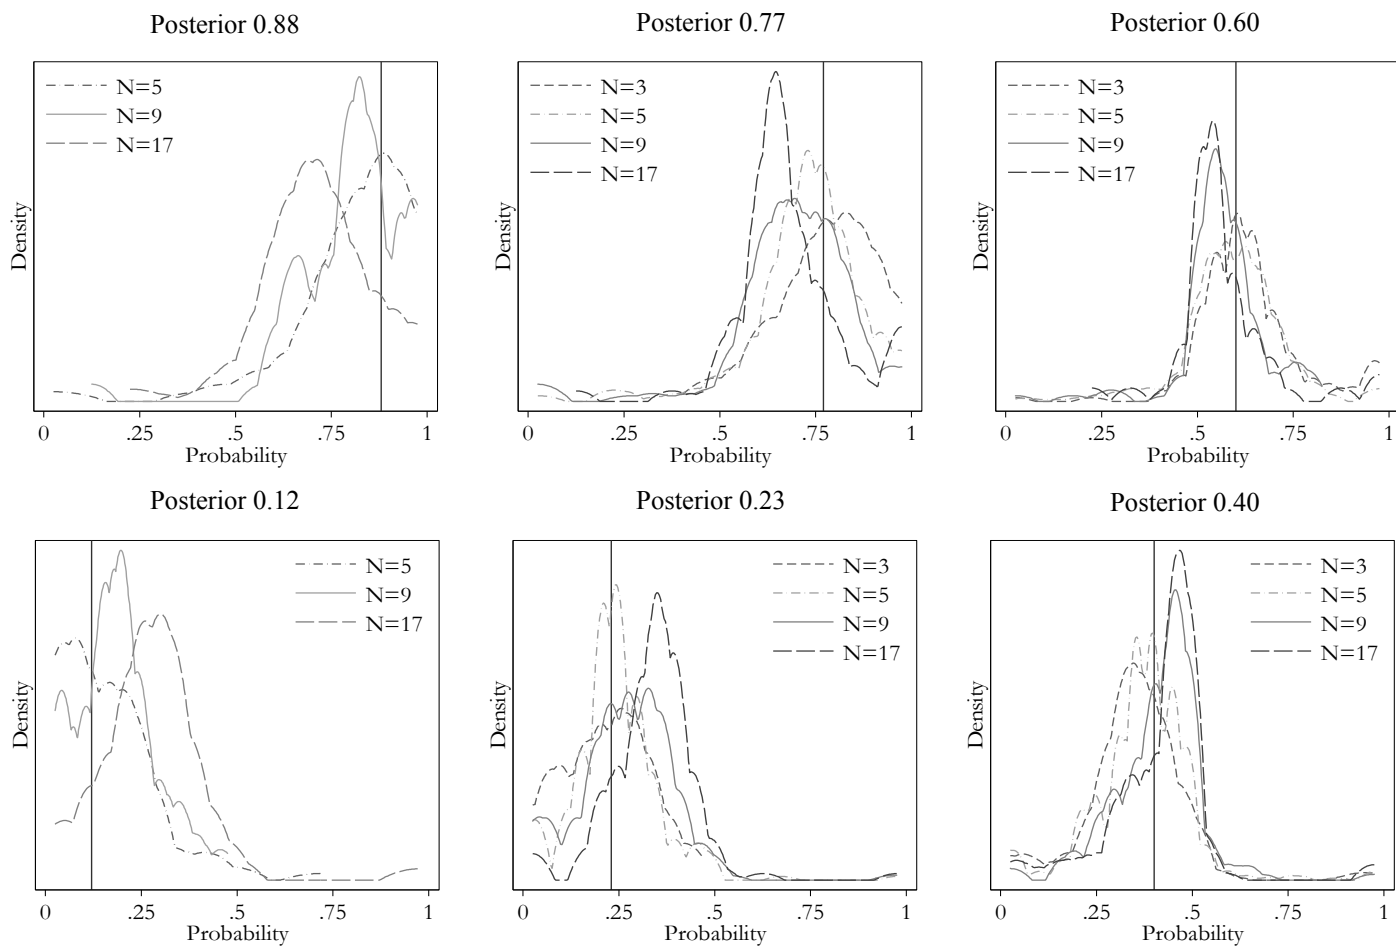 Posterior 0.88
N=5
N=9
N=17
Density
0 .25 .5 .75 1
Probability
Posterior 0.77
N=3
N=5
N=9
N=17
Density
0 .25 .5 .75 1
Probability
Posterior 0.60
N=3
N=5
N=9
N=17
Density
0 .25 .5 .75 1
Probability
Posterior 0.12
N=5
N=9
N=17
Density
0 .25 .5 .75 1
Probability
Posterior 0.23
N=3
N=5
N=9
N=17
Density
0 .25 .5 .75 1
Probability
Posterior 0.40
N=3
N=5
N=9
N=17
Density
0 .25 .5 .75 1
Probability